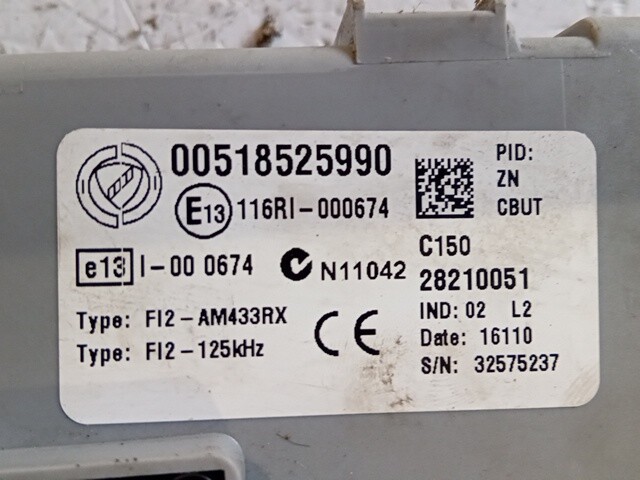 00518525990
E13 116RI-000674
e13 I-00 0674
N11042
Type: FI2-AM433RX
Type: FI2-125kHz
CE
PID:
ZN
CBUT
C150
28210051
IND: 02 L2
Date: 16110
S/N: 32575237